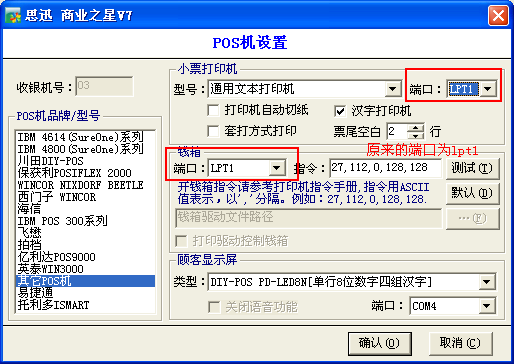 思迅 商业之星V7
POS机设置
收银机号：
03
POS机品牌/型号
IBM 4614(SureOne)系列
IBM 4800(SureOne)系列
川田DIY-POS
保获利POSIFLEX 2000
WINCOR NIXDORF BEETLE
西门子 WINCOR
海信
IBM POS 300系列
飞懋
拍档
亿利达POS9000
英泰WIN3000
其它POS机
易捷通
托利多ISMART
小票打印机
型号：
通用文本打印机
端口：
LPT1
打印机自动切纸
汉字打印机
套打方式打印
票尾空白
2
行
原来的端口为lpt1
钱箱
端口：
LPT1
指令：
27,112,0,128,128
测试(T)
开钱箱指令请参考打印机指令手册,指令用ASCII
值表示，以','分隔。例如：27,112,0,128,128.
默认(D)
钱箱驱动文件路径
…(F)
打印驱动控制钱箱
顾客显示屏
类型：
DIY-POS PD-LED8N[单行8位数字四组汉字]
关闭语音功能
端口：
COM4
确认(O)
取消(C)